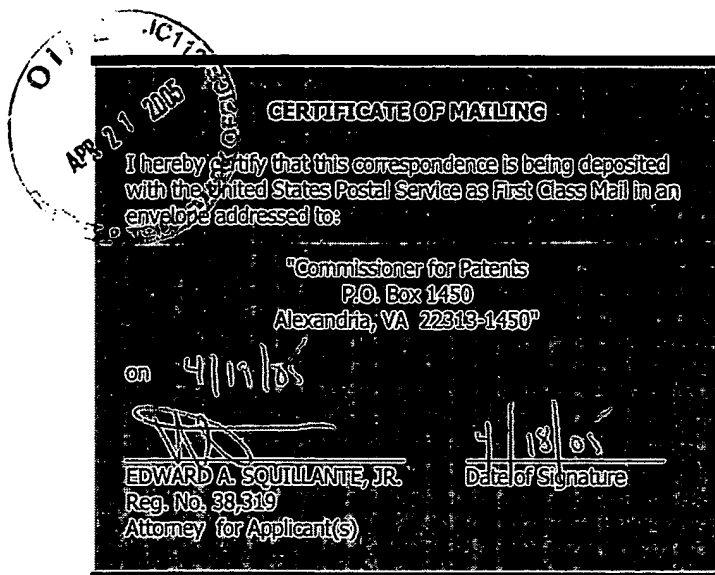 JC11
APR 21 2005
OFFICE
CERTIFICATE OF MAILING
I hereby certify that this correspondence is being deposited
with the United States Postal Service as First Class Mail in an
envelope addressed to:
"Commissioner for Patents
P.O. Box 1450
Alexandria, VA 22313-1450"
on 4/19/05
4/18/05
EDWARD A. SQUILLANTE, JR.
Date of Signature
Reg. No. 38,319
Attorney for Applicant(s)